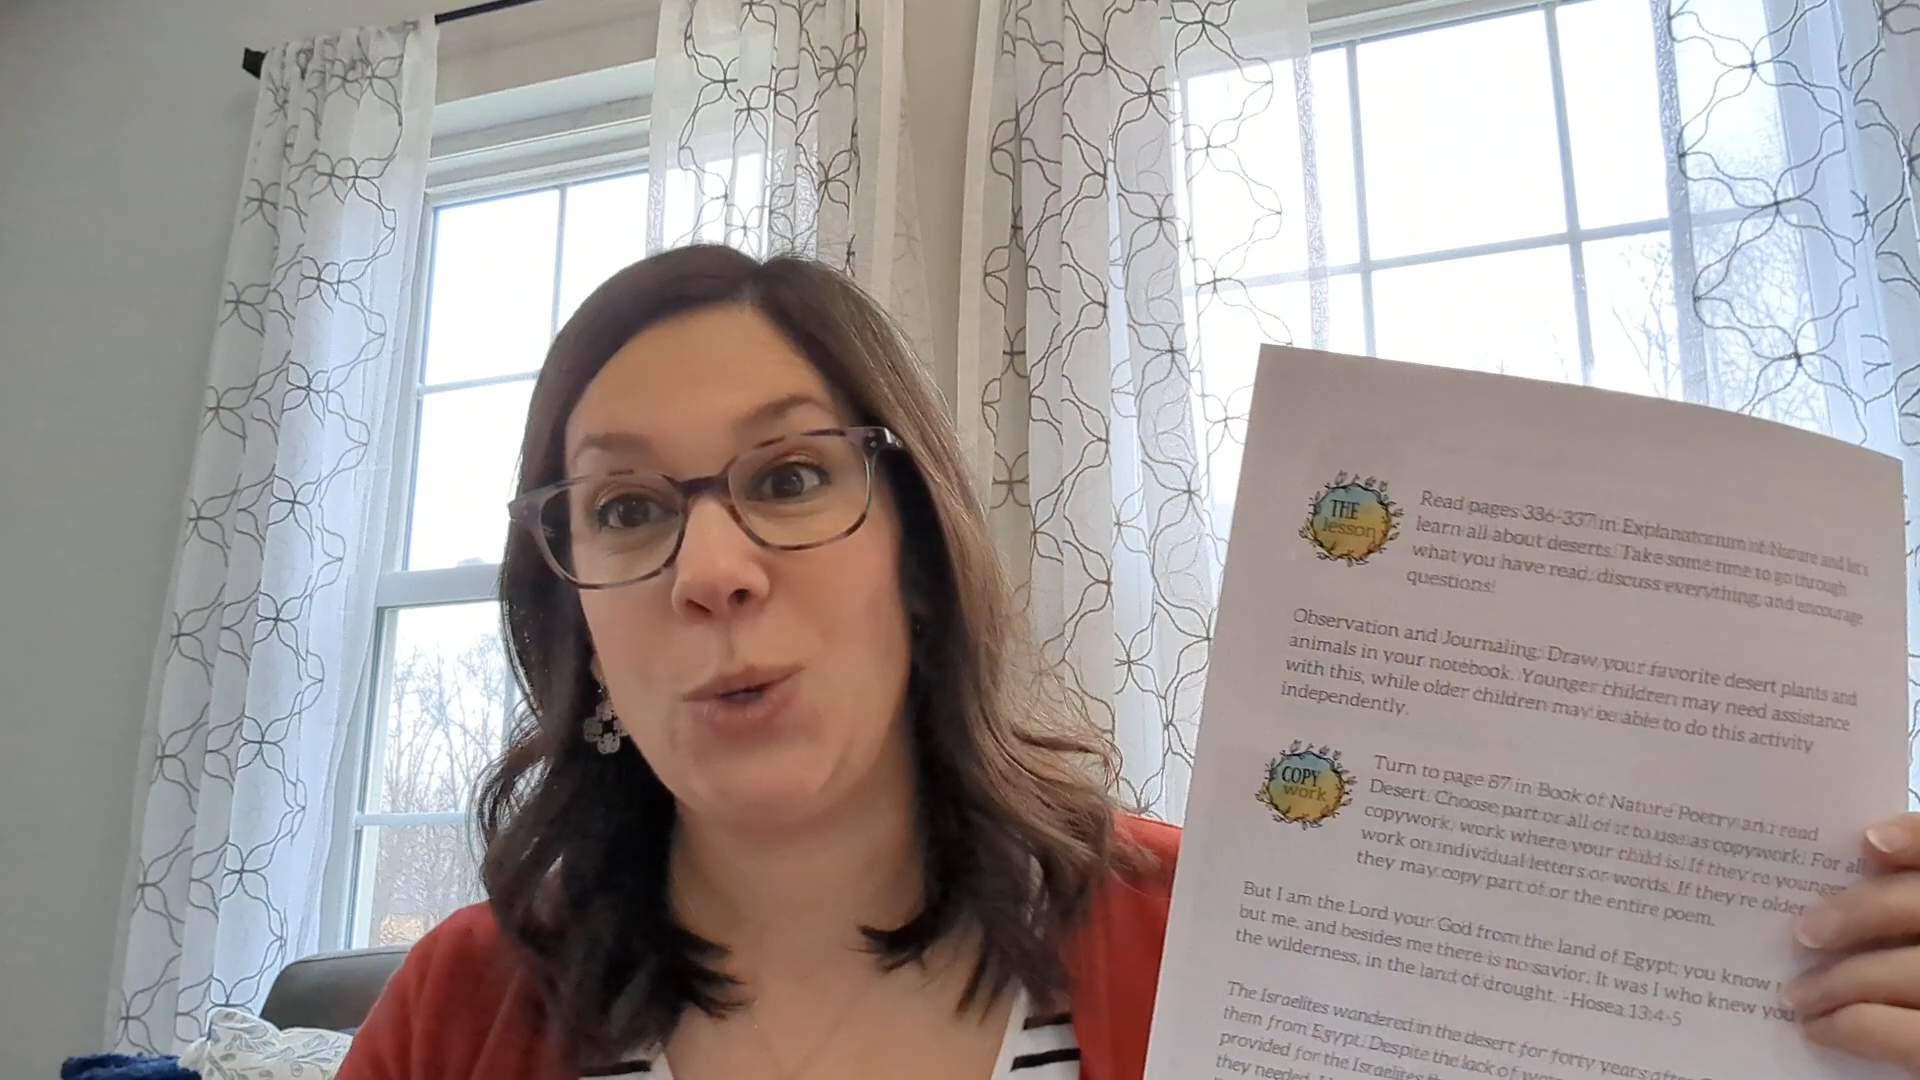 THE
lesson
Read pages 336-337 in Explanatorium of Nature and let's
learn all about deserts. Take some time to go through
what you have read, discuss everything, and encourage
questions!
Observation and Journaling: Draw your favorite desert plants and
animals in your notebook. Younger children may need assistance
with this, while older children may be able to do this activity
independently.
COPY
work
Turn to page 87 in Book of Nature Poetry and read
Desert. Choose part or all of it to use as copywork. For all
copywork, work where your child is. If they're younger
work on individual letters or words. If they're older
they may copy part of or the entire poem.
But I am the Lord your God from the land of Egypt; you know
but me, and besides me there is no savior. It was I who knew you
the wilderness, in the land of drought. -Hosea 13:4-5
The Israelites wandered in the desert for forty years after
them from Egypt. Despite the lack of
provided for the Israelites
they needed.